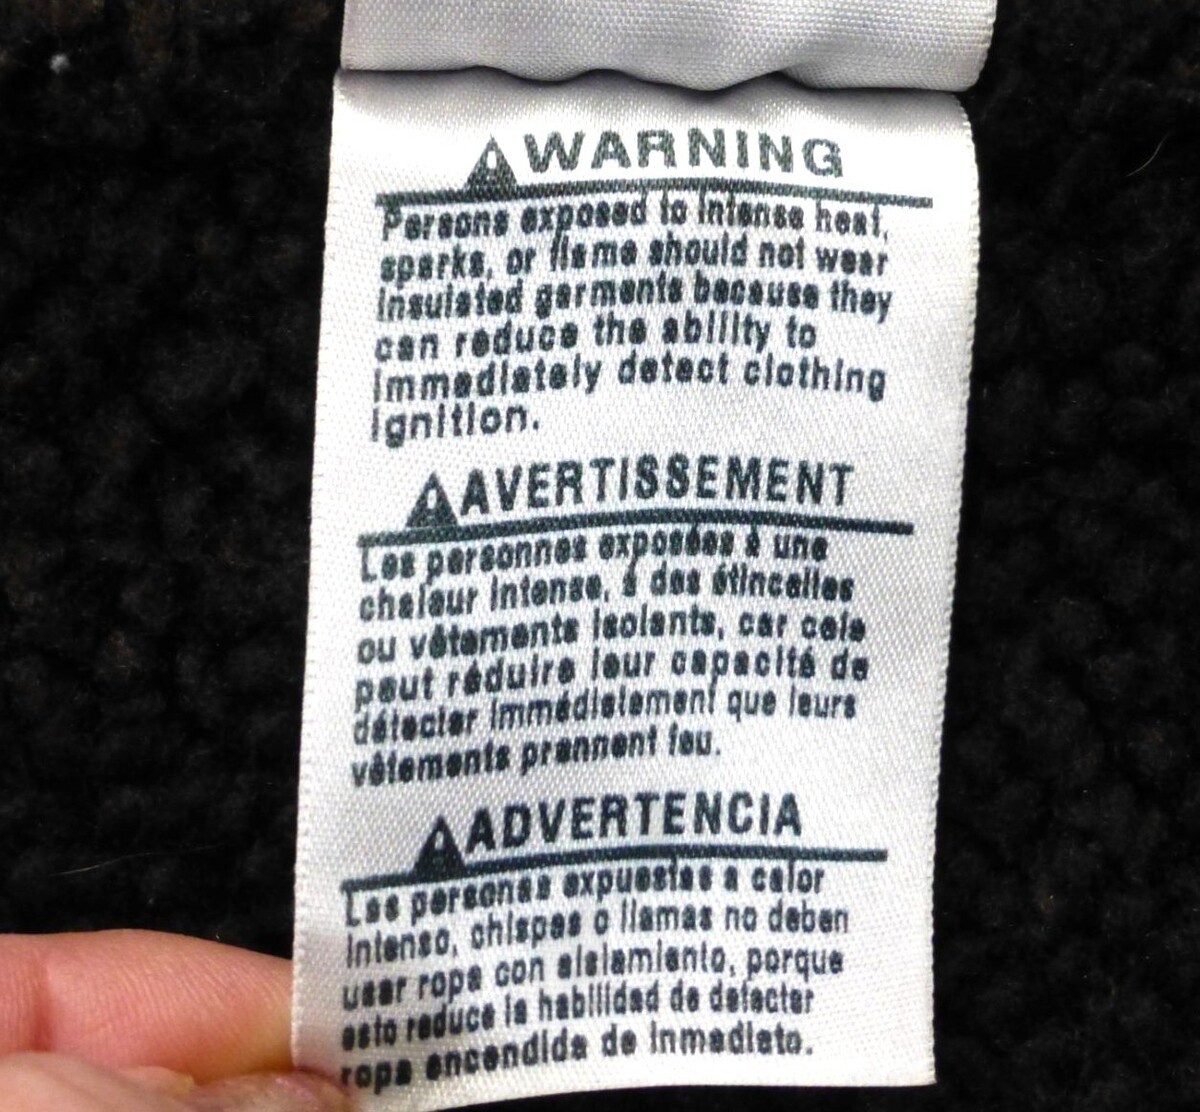 WARNING
Persons exposed to intense heat,
sparks, or flame should not wear
insulated garments because they
can reduce the ability to
immediately detect clothing
ignition.
AVERTISSEMENT
Les personnes exposées à une
chaleur intense, à des étincelles
ou vêtements isolants, car cela
peut réduire leur capacité de
détecter immédiatement que leurs
vêtements prennent feu.
ADVERTENCIA
Las personas expuestas a calor
intenso, chispas o llamas no deben
usar ropa con aislamiento, porque
esto reduce la habilidad de detectar
ropa encendida de inmediato.